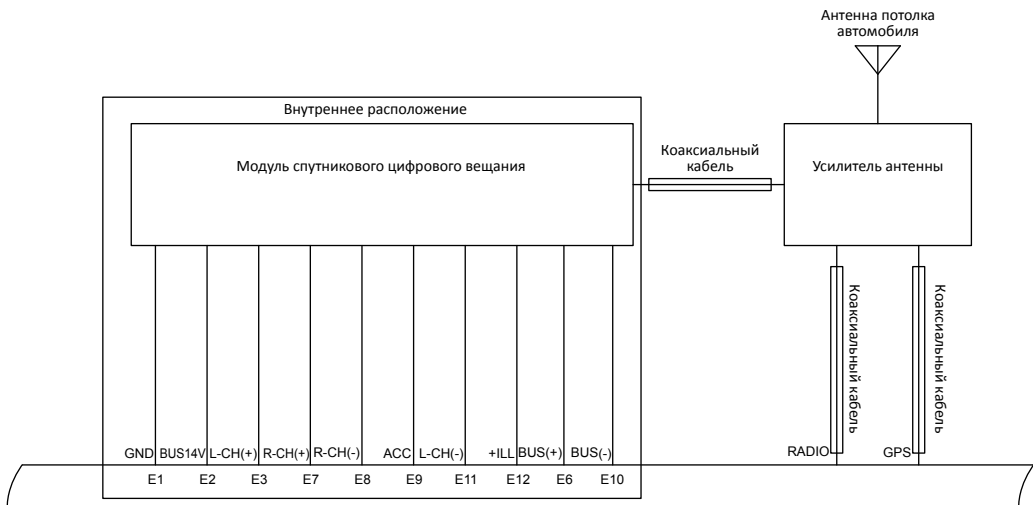 Антенна потолка
автомобиля
Внутреннее расположение
Модуль спутникового цифрового вещания
Коаксиальный
кабель
Усилитель антенны
Коаксиальный кабель
Коаксиальный кабель
GND BUS14V L-CH(+) R-CH(+) R-CH(-) ACC L-CH(-) +ILL BUS(+) BUS(-) RADIO GPS
E1 E2 E3 E7 E8 E9 E11 E12 E6 E10